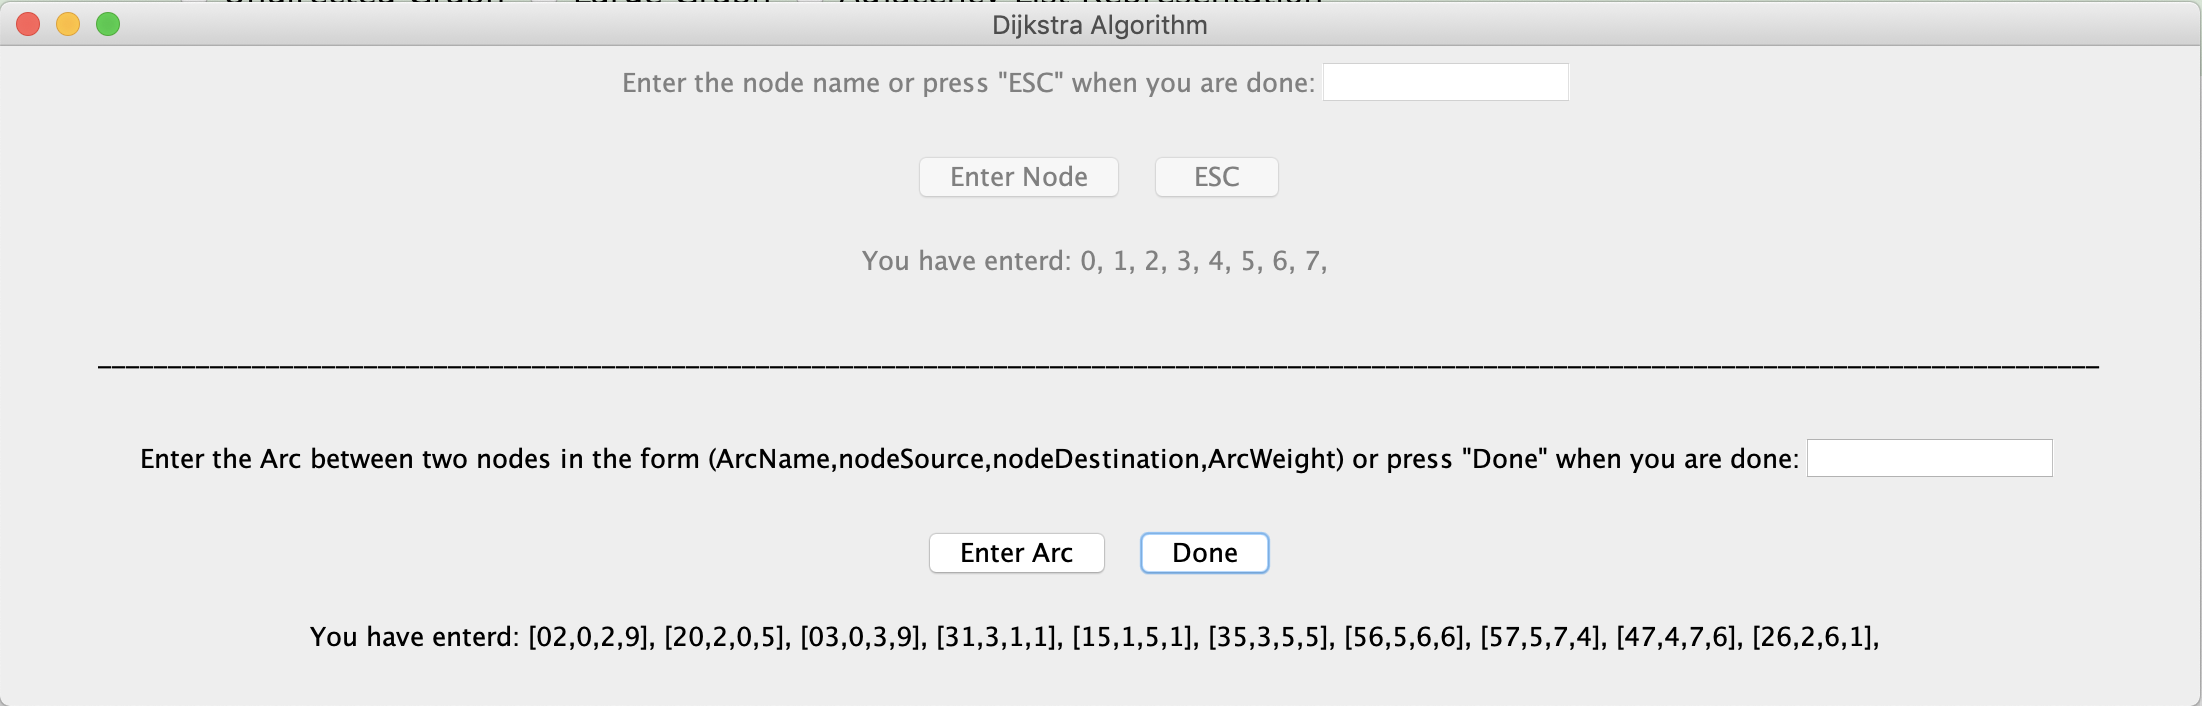 Dijkstra Algorithm
Enter the node name or press "ESC" when you are done:
Enter Node ESC
You have enterd: 0, 1, 2, 3, 4, 5, 6, 7,
Enter the Arc between two nodes in the form (ArcName,nodeSource,nodeDestination,ArcWeight) or press "Done" when you are done:
Enter Arc Done
You have enterd: [02,0,2,9], [20,2,0,5], [03,0,3,9], [31,3,1,1], [15,1,5,1], [35,3,5,5], [56,5,6,6], [57,5,7,4], [47,4,7,6], [26,2,6,1],